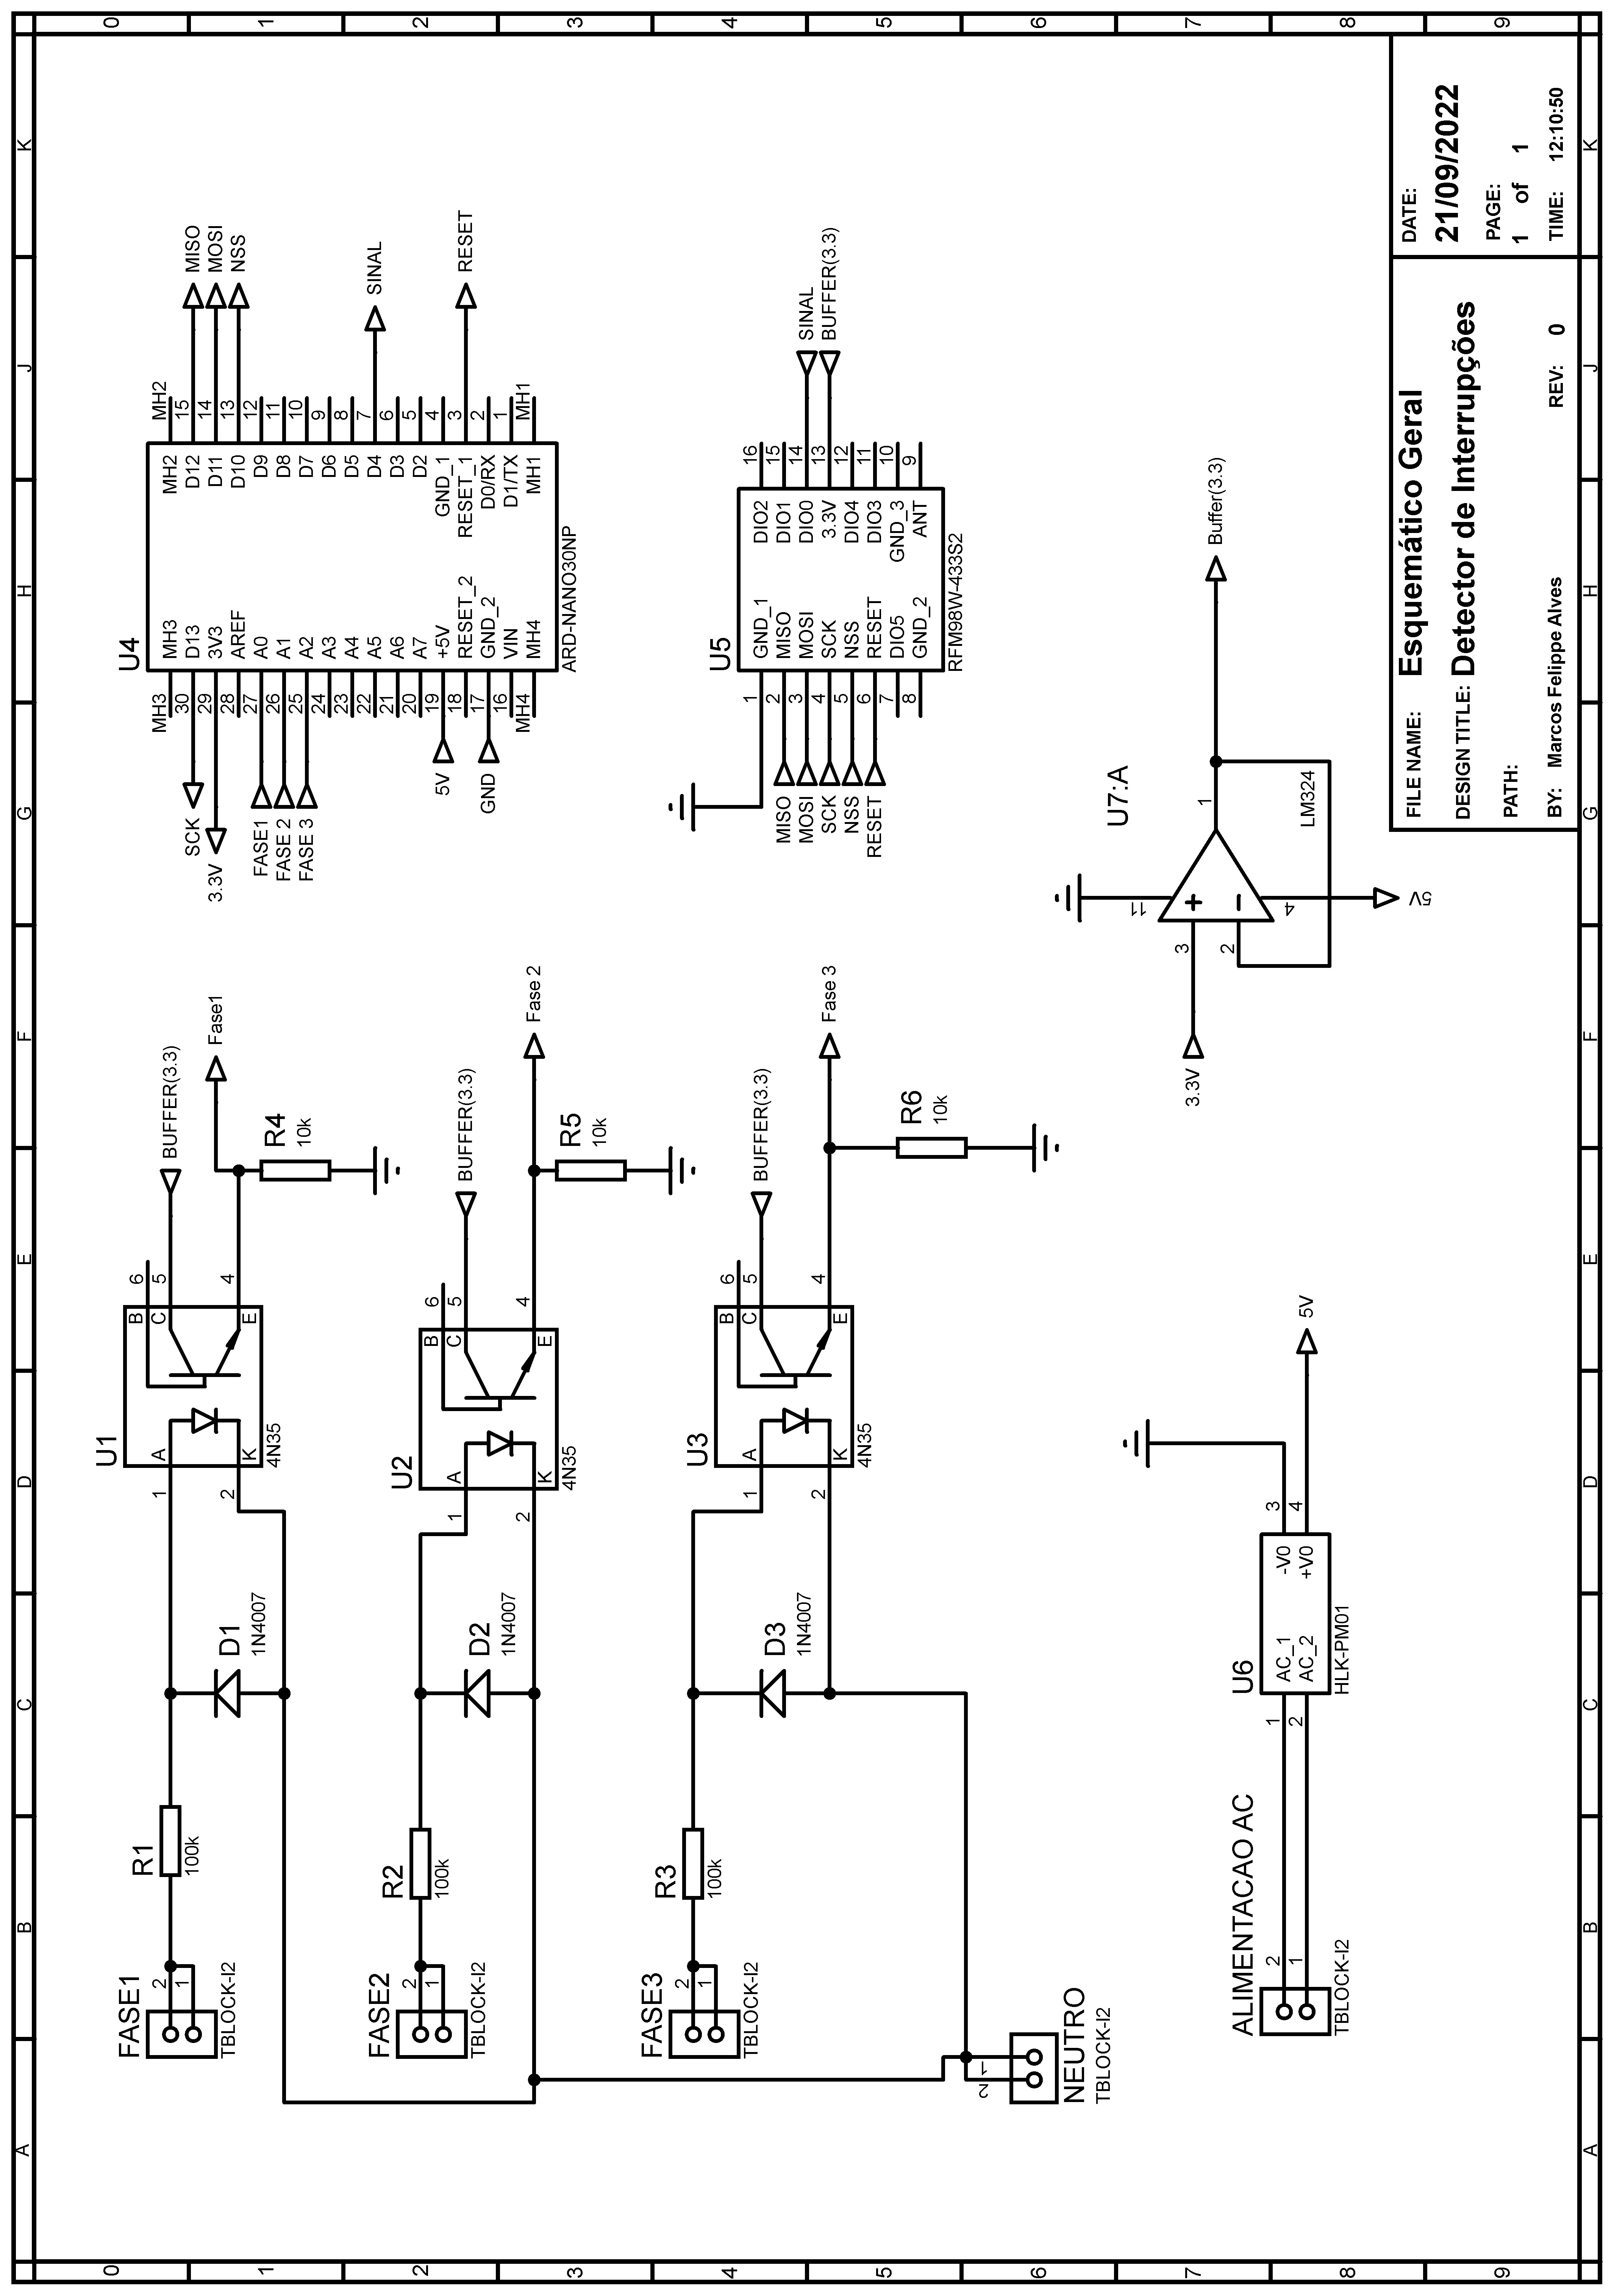 A B C D E F G H J K
0
1
2
3
4
5
6
7
8
9
FASE1
2
1
TBLOCK-I2
R1
100k
D1
1N4007
U1
1
2
A
K
B
C
E
6
5
4
4N35
BUFFER(3.3)
Fase1
R4
10k
FASE2
2
1
TBLOCK-I2
R2
100k
D2
1N4007
U2
1
2
A
K
B
C
E
6
5
4
4N35
BUFFER(3.3)
Fase 2
R5
10k
FASE3
2
1
TBLOCK-I2
R3
100k
D3
1N4007
U3
1
2
A
K
B
C
E
6
5
4
4N35
BUFFER(3.3)
Fase 3
R6
10k
NEUTRO
1
2
TBLOCK-I2
ALIMENTACAO AC
2
1
TBLOCK-I2
U6
1 AC_1 -V0 3
2 AC_2 +V0 4
HLK-PM01
5V
U4
MH3 MH3 MH2 MH2
SCK 30 D13 D12 15 MISO
3.3V 29 3V3 D11 14 MOSI
28 AREF D10 13 NSS
FASE1 27 A0 D9 12
FASE 2 26 A1 D8 11
FASE 3 25 A2 D7 10
24 A3 D6 9
23 A4 D5 8
22 A5 D4 7 SINAL
21 A6 D3 6
20 A7 D2 5
5V 19 +5V GND_1 4
18 RESET_2 RESET_1 3 RESET
GND 17 GND_2 D0/RX 2
16 VIN D1/TX 1
MH4 MH4 MH1 MH1
ARD-NANO30NP
U5
1 GND_1 DIO2 16
MISO 2 MISO DIO1 15
MOSI 3 MOSI DIO0 14 SINAL
SCK 4 SCK 3.3V 13 BUFFER(3.3)
NSS 5 NSS DIO4 12
RESET 6 RESET DIO3 11
7 DIO5 GND_3 10
8 GND_2 ANT 9
RFM98W-433S2
U7:A
3.3V
3
2
11
4
1
+
-
5V
LM324
Buffer(3.3)
FILE NAME: Esquemático Geral
DESIGN TITLE: Detector de Interrupções
PATH:
BY: Marcos Felippe Alves REV: 0
DATE:
21/09/2022
PAGE:
1 of 1
TIME: 12:10:50
0
1
2
3
4
5
6
7
8
9
A B C D E F G H J K